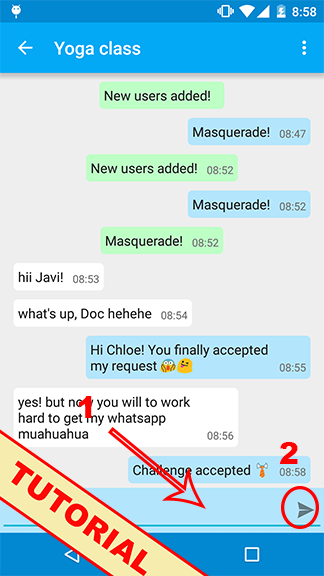 8:58
Yoga class
New users added!
Masquerade! 08:47
New users added! 08:52
Masquerade! 08:52
Masquerade! 08:52
hii Javi! 08:53
what's up, Doc hehehe 08:54
Hi Chloe! You finally accepted
my request 😱😋 08:55
yes! but now you will to work
hard to get my whatsapp
muahuahua 08:56
1
2
Challenge accepted 👔 08:58
TUTORIAL